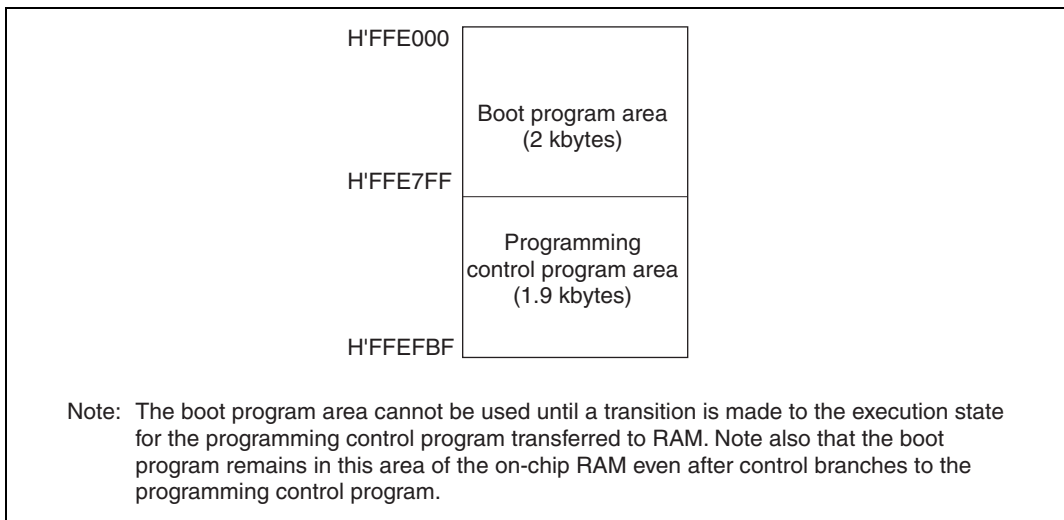 H'FFE000
Boot program area
(2 kbytes)
H'FFE7FF
Programming
control program area
(1.9 kbytes)
H'FFEFBF
Note: The boot program area cannot be used until a transition is made to the execution state
for the programming control program transferred to RAM. Note also that the boot
program remains in this area of the on-chip RAM even after control branches to the
programming control program.